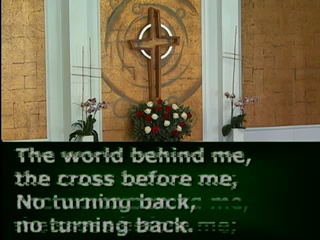 The world behind me,
the cross before me;
No turning back,
no turning back.